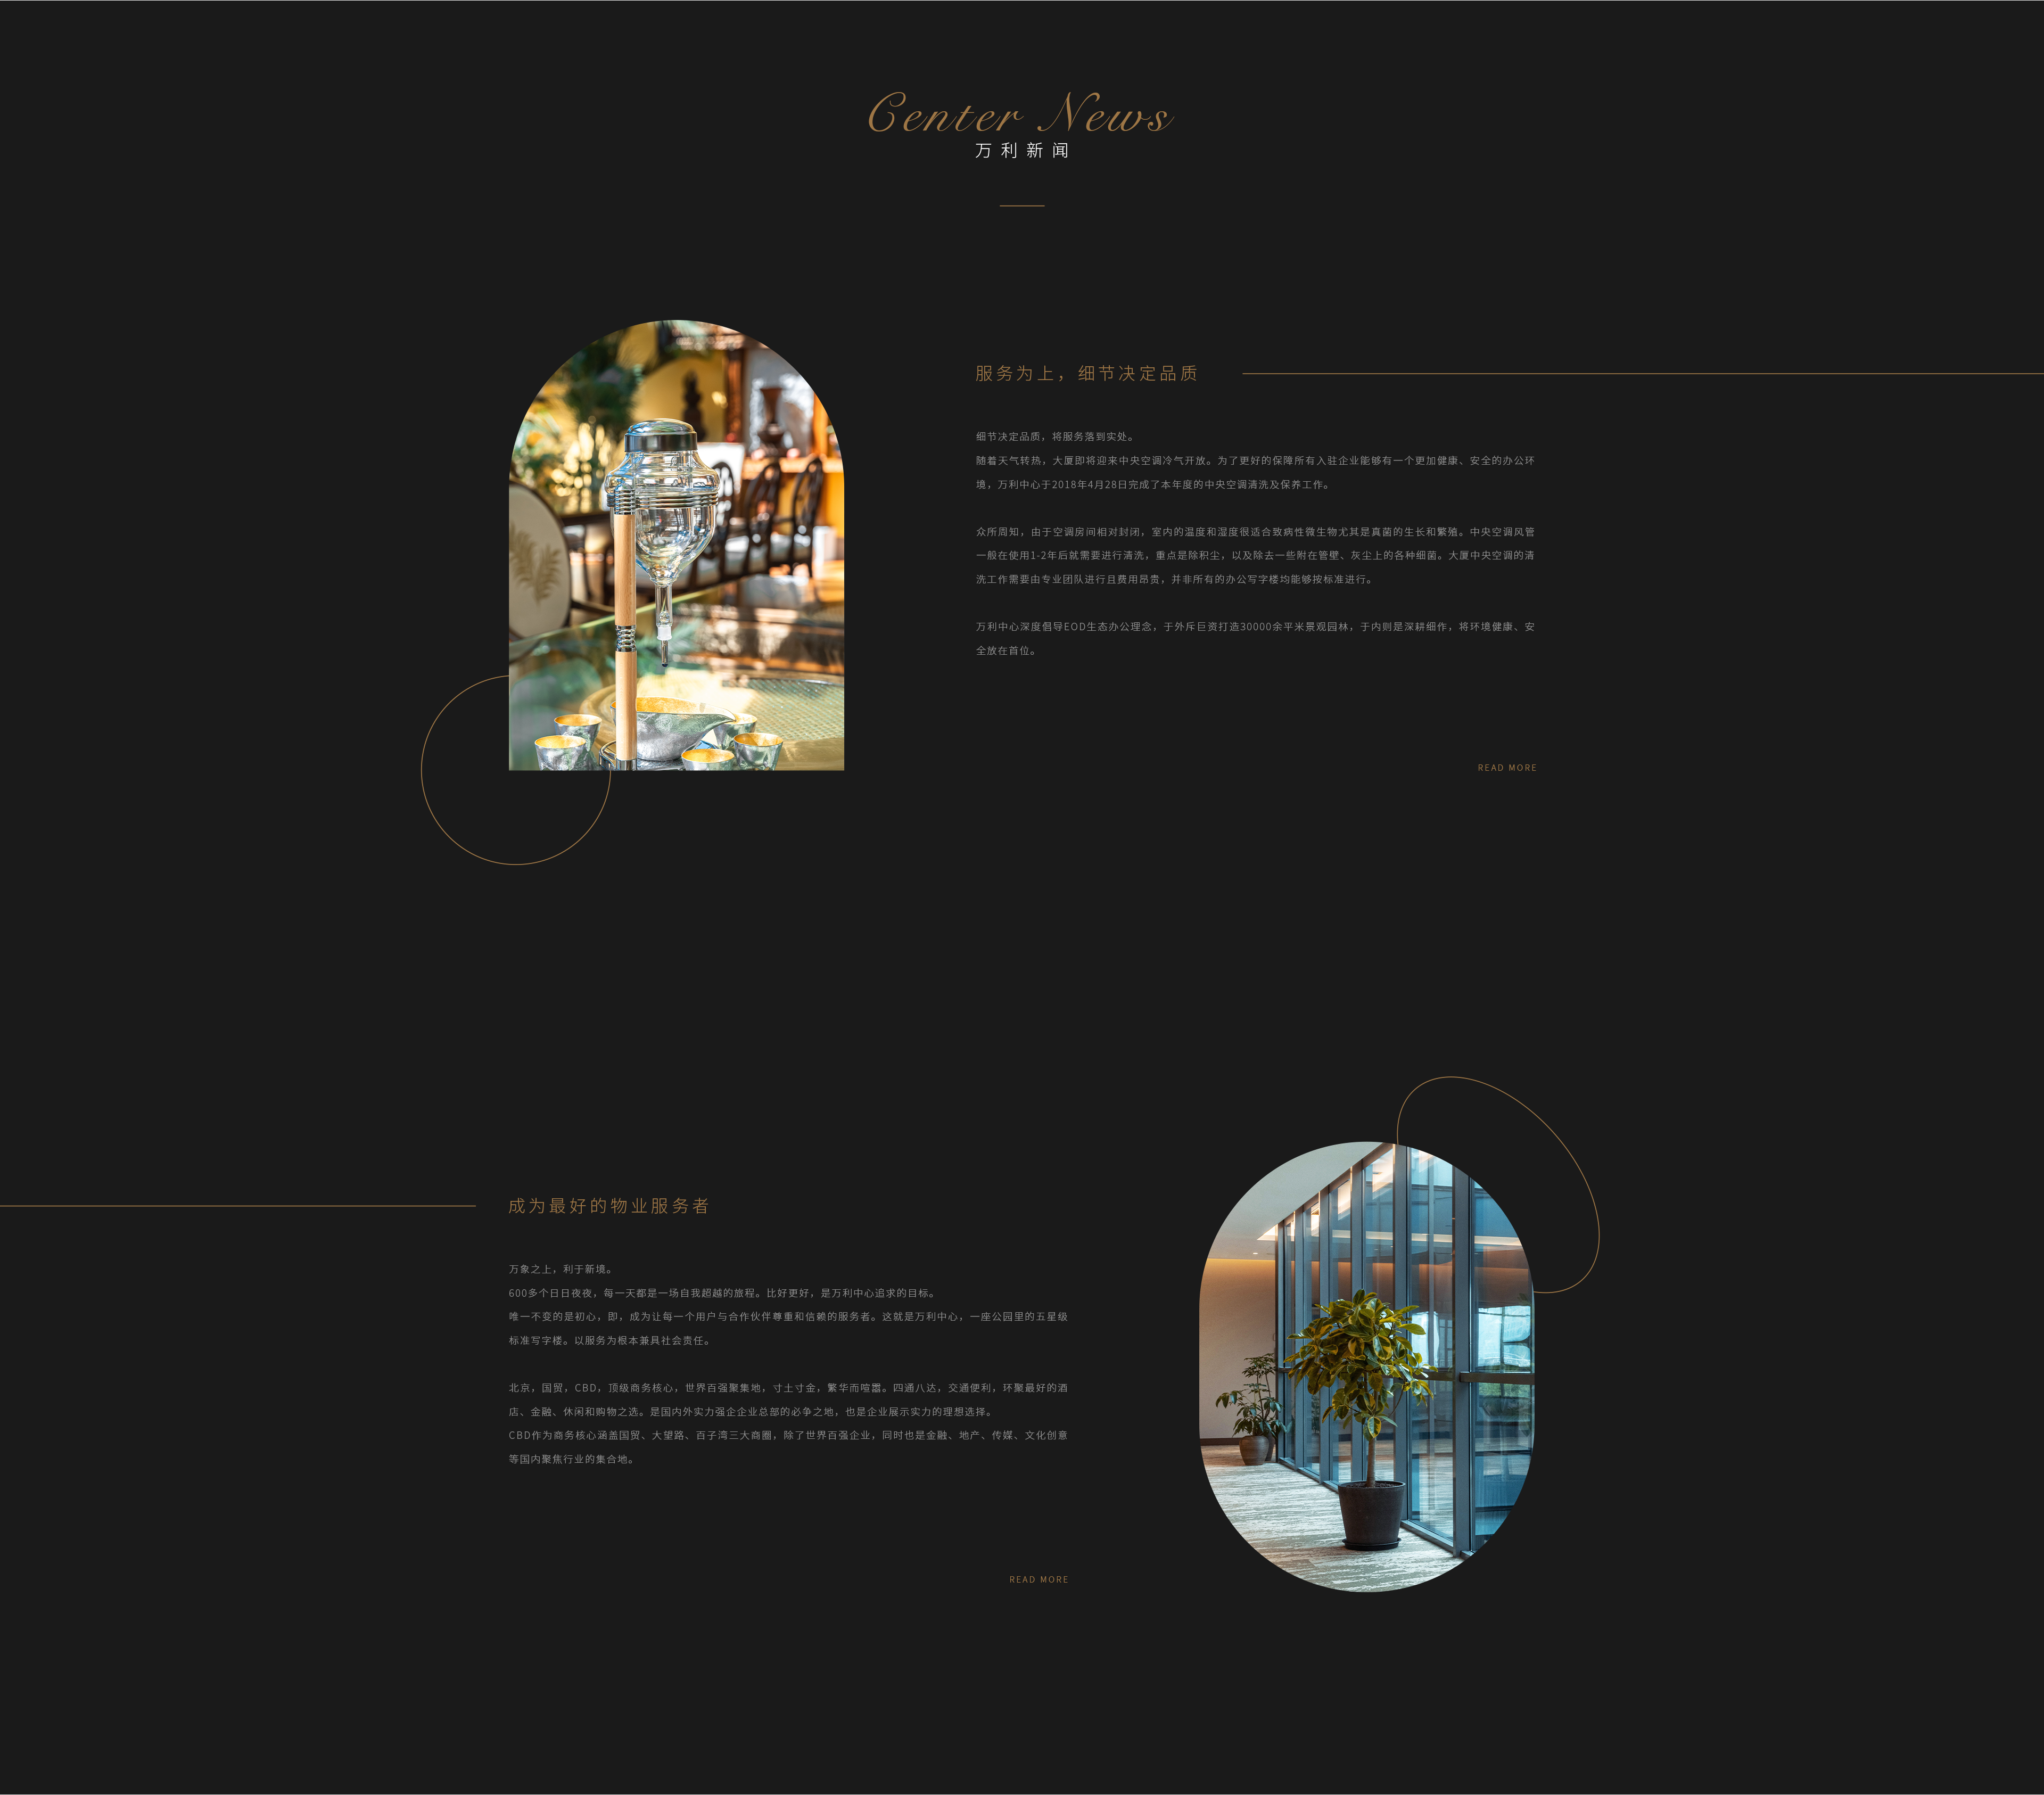 Center News
万利新闻
服务为上，细节决定品质
细节决定品质，将服务落到实处。
随着天气转热，大厦即将迎来中央空调冷气开放。为了更好的保障所有入驻企业能够有一个更加健康、安全的办公环
境，万利中心于2018年4月28日完成了本年度的中央空调清洗及保养工作。
众所周知，由于空调房间相对封闭，室内的温度和湿度很适合致病性微生物尤其是真菌的生长和繁殖。中央空调风管
一般在使用1-2年后就需要进行清洗，重点是除积尘，以及除去一些附在管壁、灰尘上的各种细菌。大厦中央空调的清
洗工作需要由专业团队进行且费用昂贵，并非所有的办公写字楼均能够按标准进行。
万利中心深度倡导EOD生态办公理念，于外斥巨资打造30000余平米景观园林，于内则是深耕细作，将环境健康、安
全放在首位。
READ MORE
成为最好的物业服务者
万象之上，利于新境。
600多个日日夜夜，每一天都是一场自我超越的旅程。比好更好，是万利中心追求的目标。
唯一不变的是初心，即，成为让每一个用户与合作伙伴尊重和信赖的服务者。这就是万利中心，一座公园里的五星级
标准写字楼。以服务为根本兼具社会责任。
北京，国贸，CBD，顶级商务核心，世界百强聚集地，寸土寸金，繁华而喧嚣。四通八达，交通便利，环聚最好的酒
店、金融、休闲和购物之选。是国内外实力强企企业总部的必争之地，也是企业展示实力的理想选择。
CBD作为商务核心涵盖国贸、大望路、百子湾三大商圈，除了世界百强企业，同时也是金融、地产、传媒、文化创意
等国内聚焦行业的集合地。
READ MORE